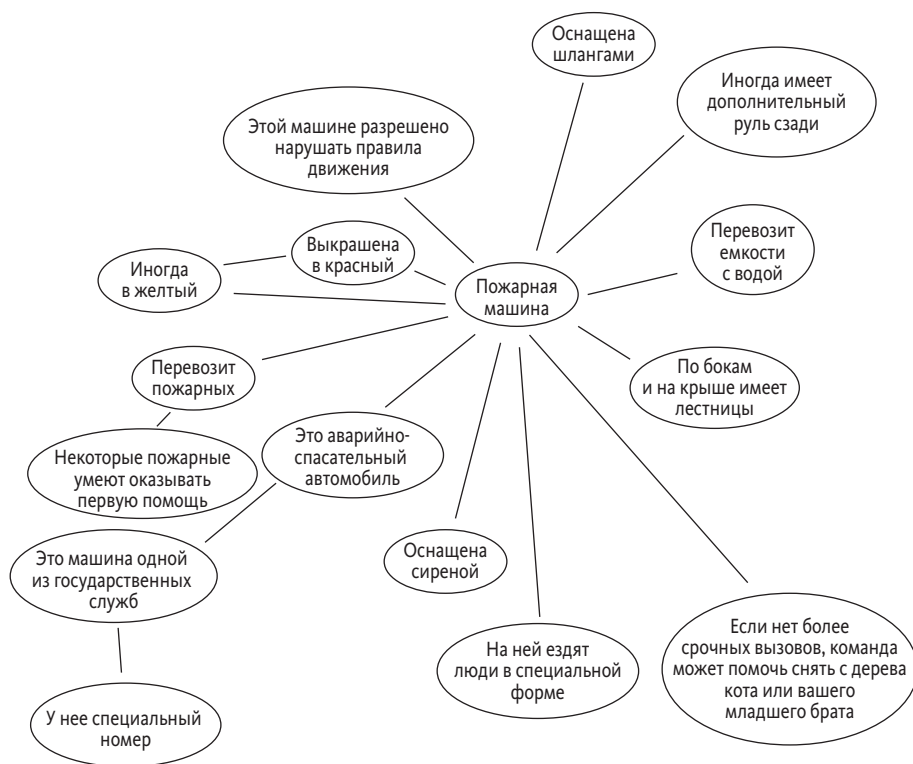 Оснащена
шлангами
Иногда имеет
дополнительный
руль сзади
Этой машине разрешено
нарушать правила
движения
Выкрашена
в красный
Перевозит
емкости
с водой
Иногда
в желтый
Пожарная
машина
Перевозит
пожарных
По бокам
и на крыше имеет
лестницы
Это аварийно-
спасательный
автомобиль
Некоторые пожарные
умеют оказывать
первую помощь
Оснащена
сиреной
Это машина одной
из государственных
служб
На ней ездят
люди в специальной
форме
Если нет более
срочных вызовов, команда
может помочь снять с дерева
кота или вашего
младшего брата
У нее специальный
номер